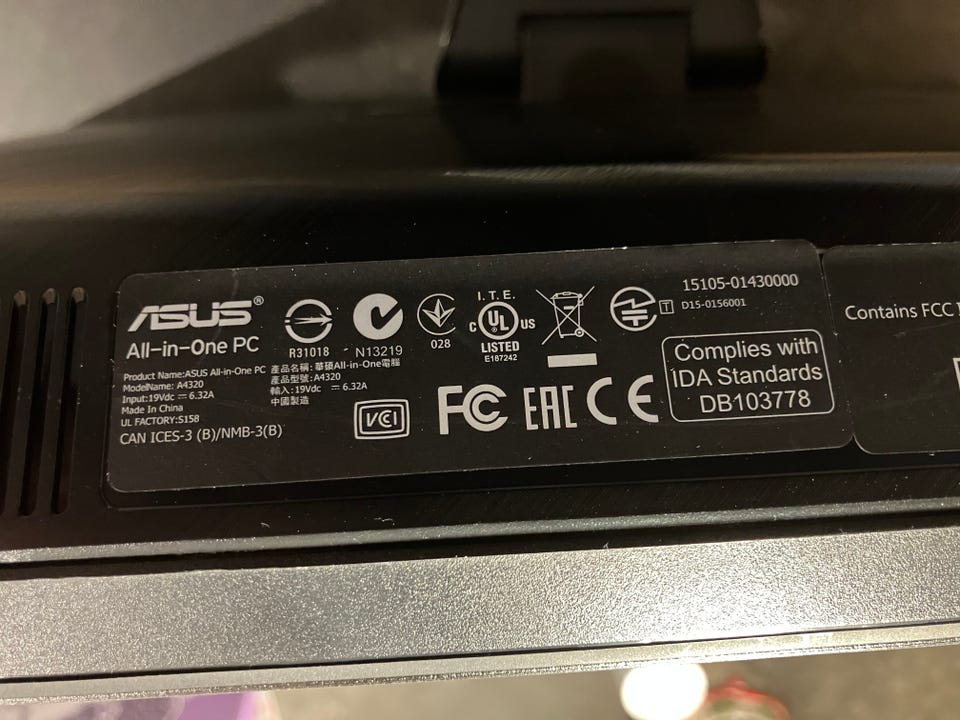 ASUS®
All-in-One PC
Product Name:ASUS All-in-One PC
ModelName: A4320
Input:19Vdc ⎓ 6.32A
Made In China
UL FACTORY:S158
CAN ICES-3 (B)/NMB-3(B)
產品名稱: 華碩All-in-One電腦
產品型號: A4320
輸入: 19Vdc ⎓ 6.32A
中國製造
R31018
N13219
028
I.T.E.
c UL US
LISTED
E187242
VCI
FC
EAC
CE
T
15105-01430000
D15-0156001
Complies with
IDA Standards
DB103778
Contains FCC